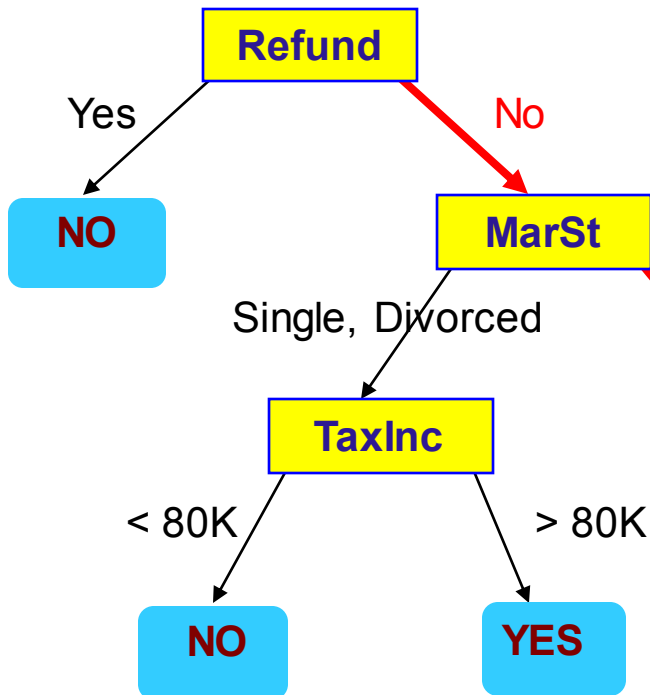 Refund
Yes
No
NO
MarSt
Single, Divorced
TaxInc
< 80K
> 80K
NO
YES